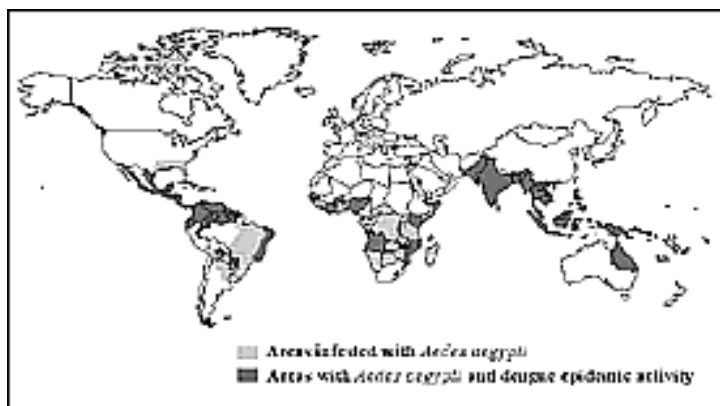 Areas infested with Aedes aegypti
Areas with Aedes aegypti and dengue epidemic activity